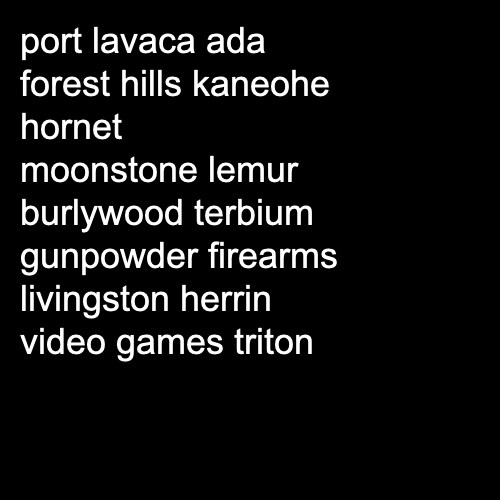 port lavaca ada
forest hills kaneohe
hornet
moonstone lemur
burlywood terbium
gunpowder firearms
livingston herrin
video games triton